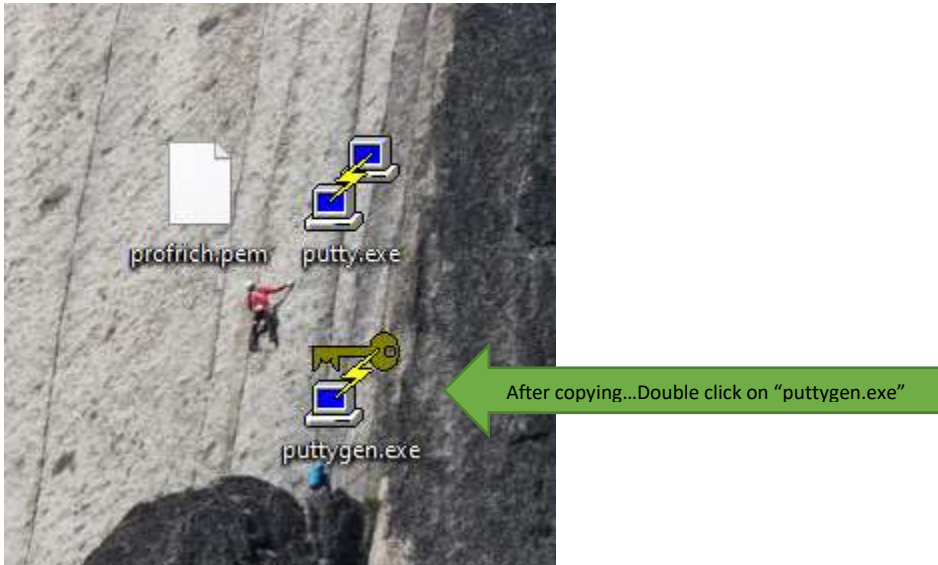 profrich.pem
putty.exe
puttygen.exe
After copying...Double click on “puttygen.exe”